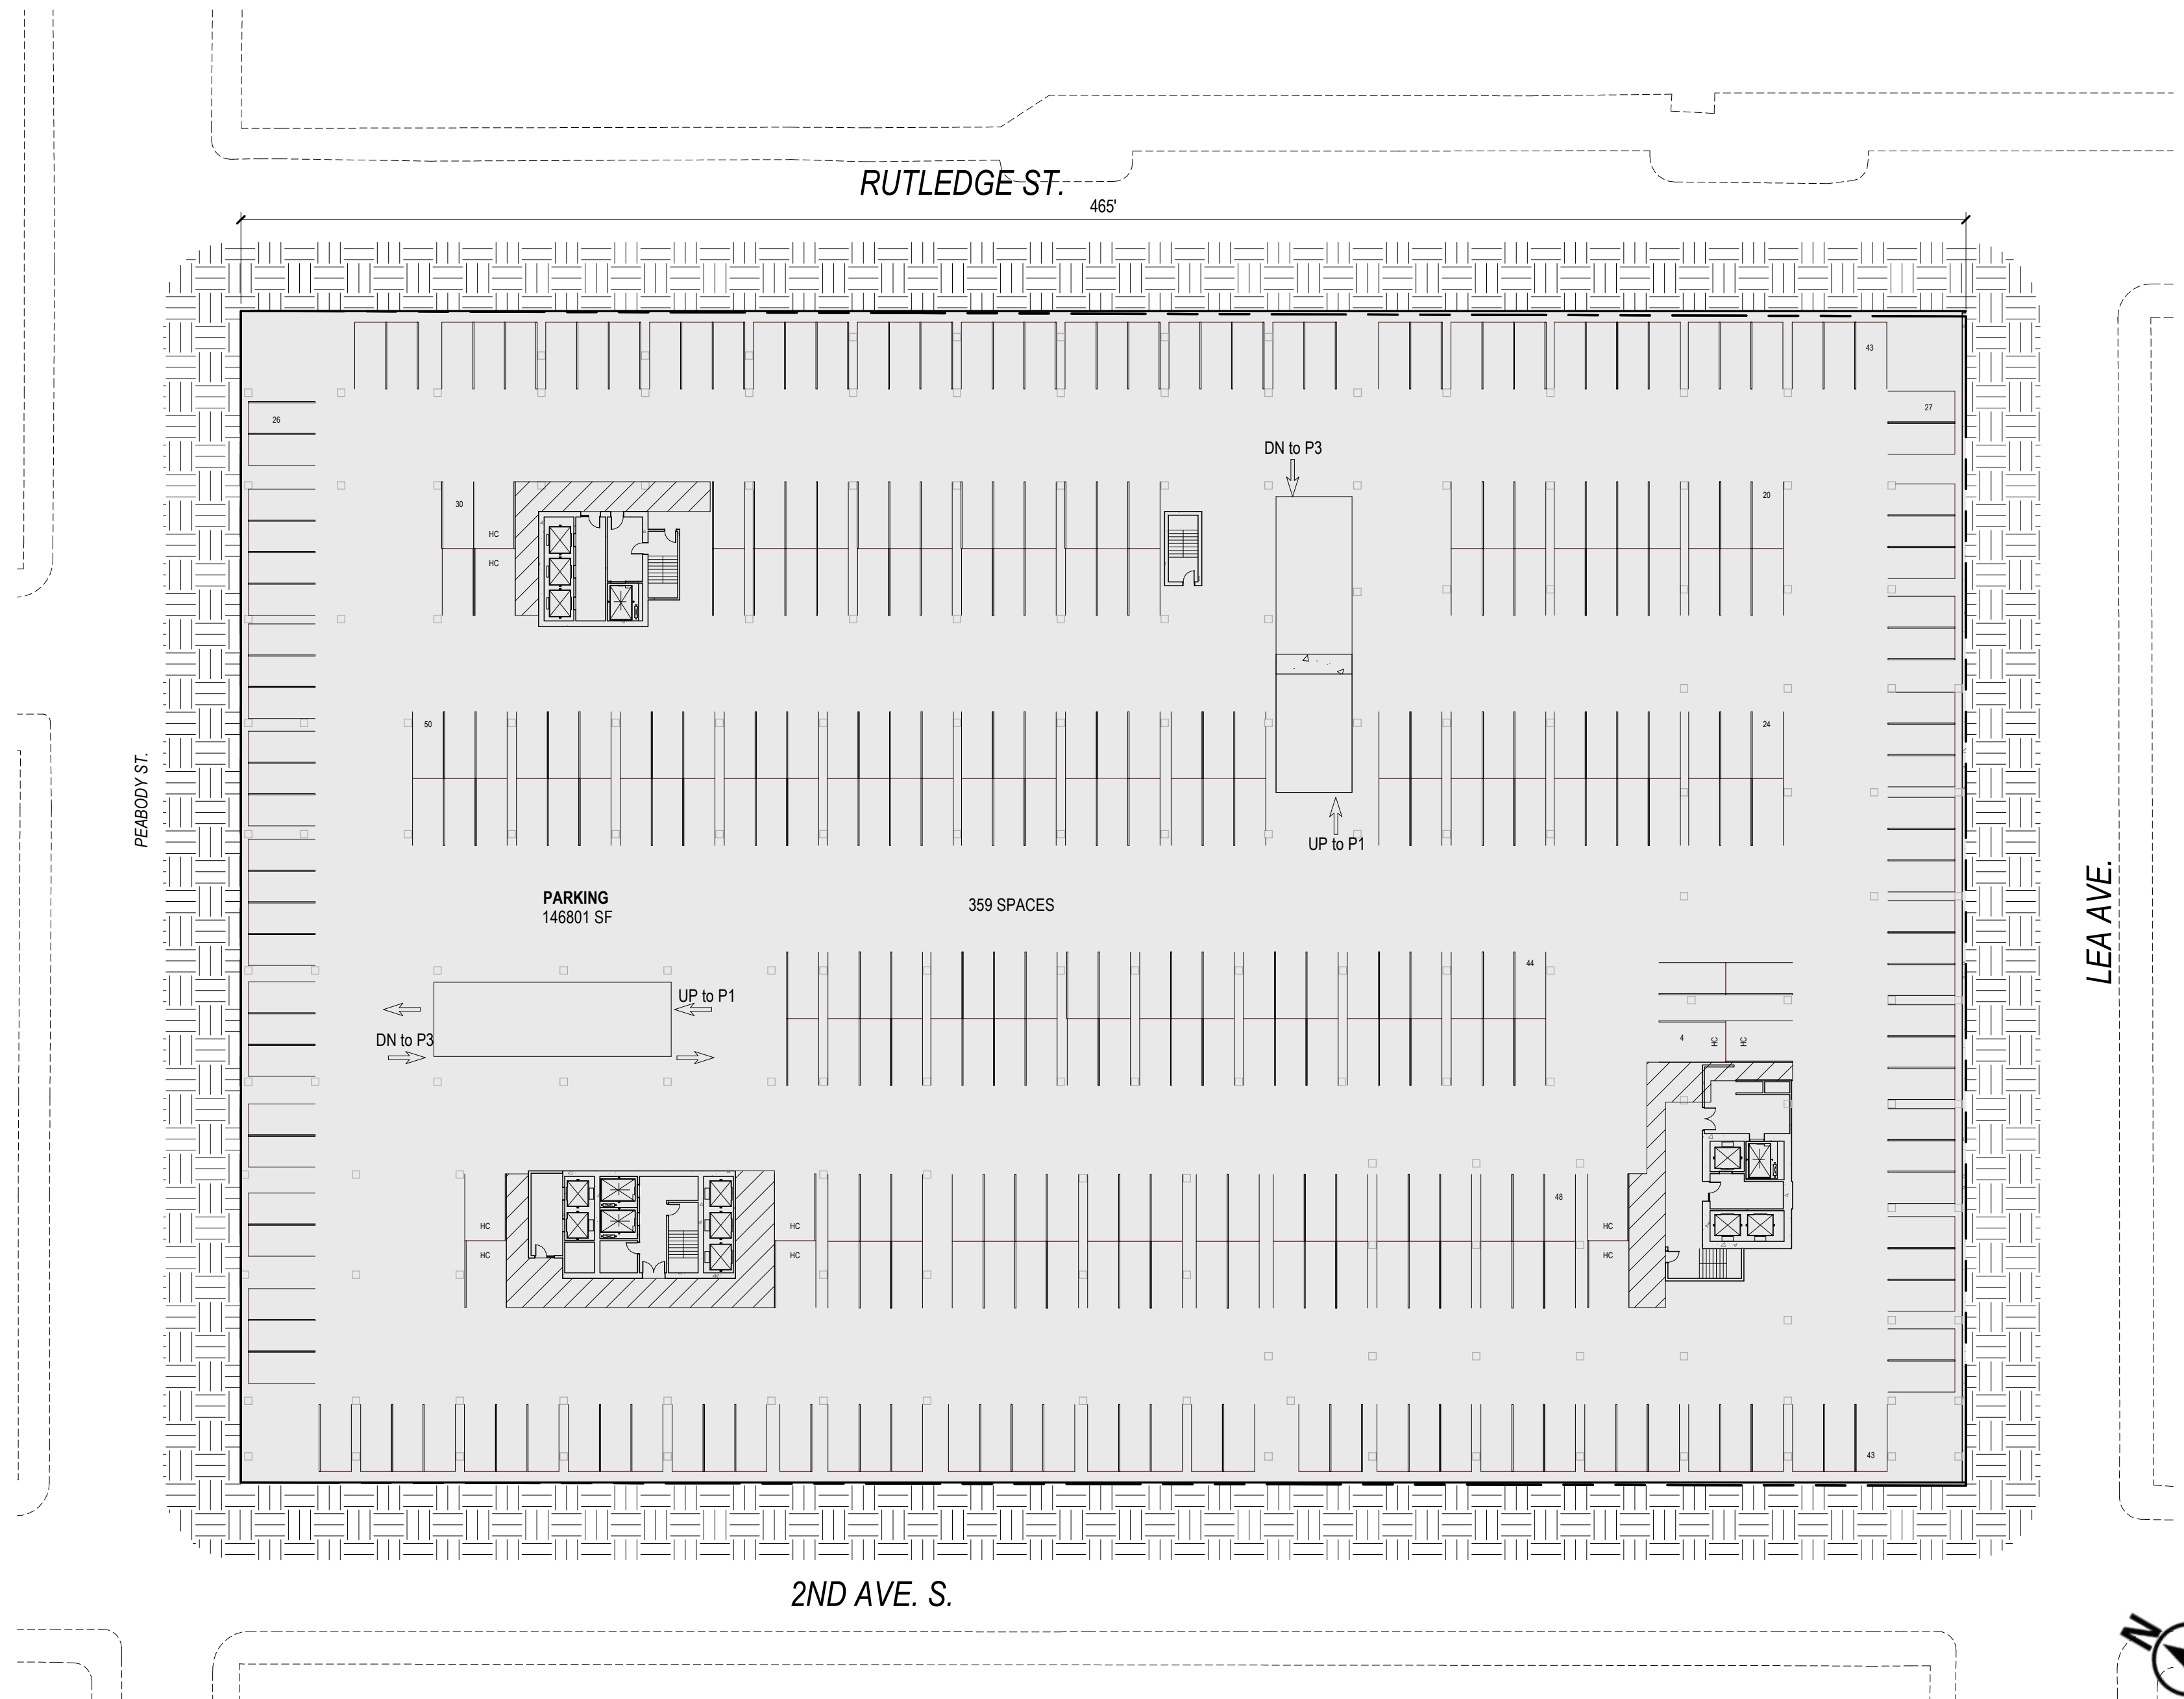 RUTLEDGE ST.
465'
43
26
27
DN to P3
30
20
HC
HC
50
24
PEABODY ST.
UP to P1
LEA AVE.
PARKING
146801 SF
359 SPACES
44
UP to P1
DN to P3
4
HC
HC
48
HC
HC
HC
HC
HC
HC
43
2ND AVE. S.
N